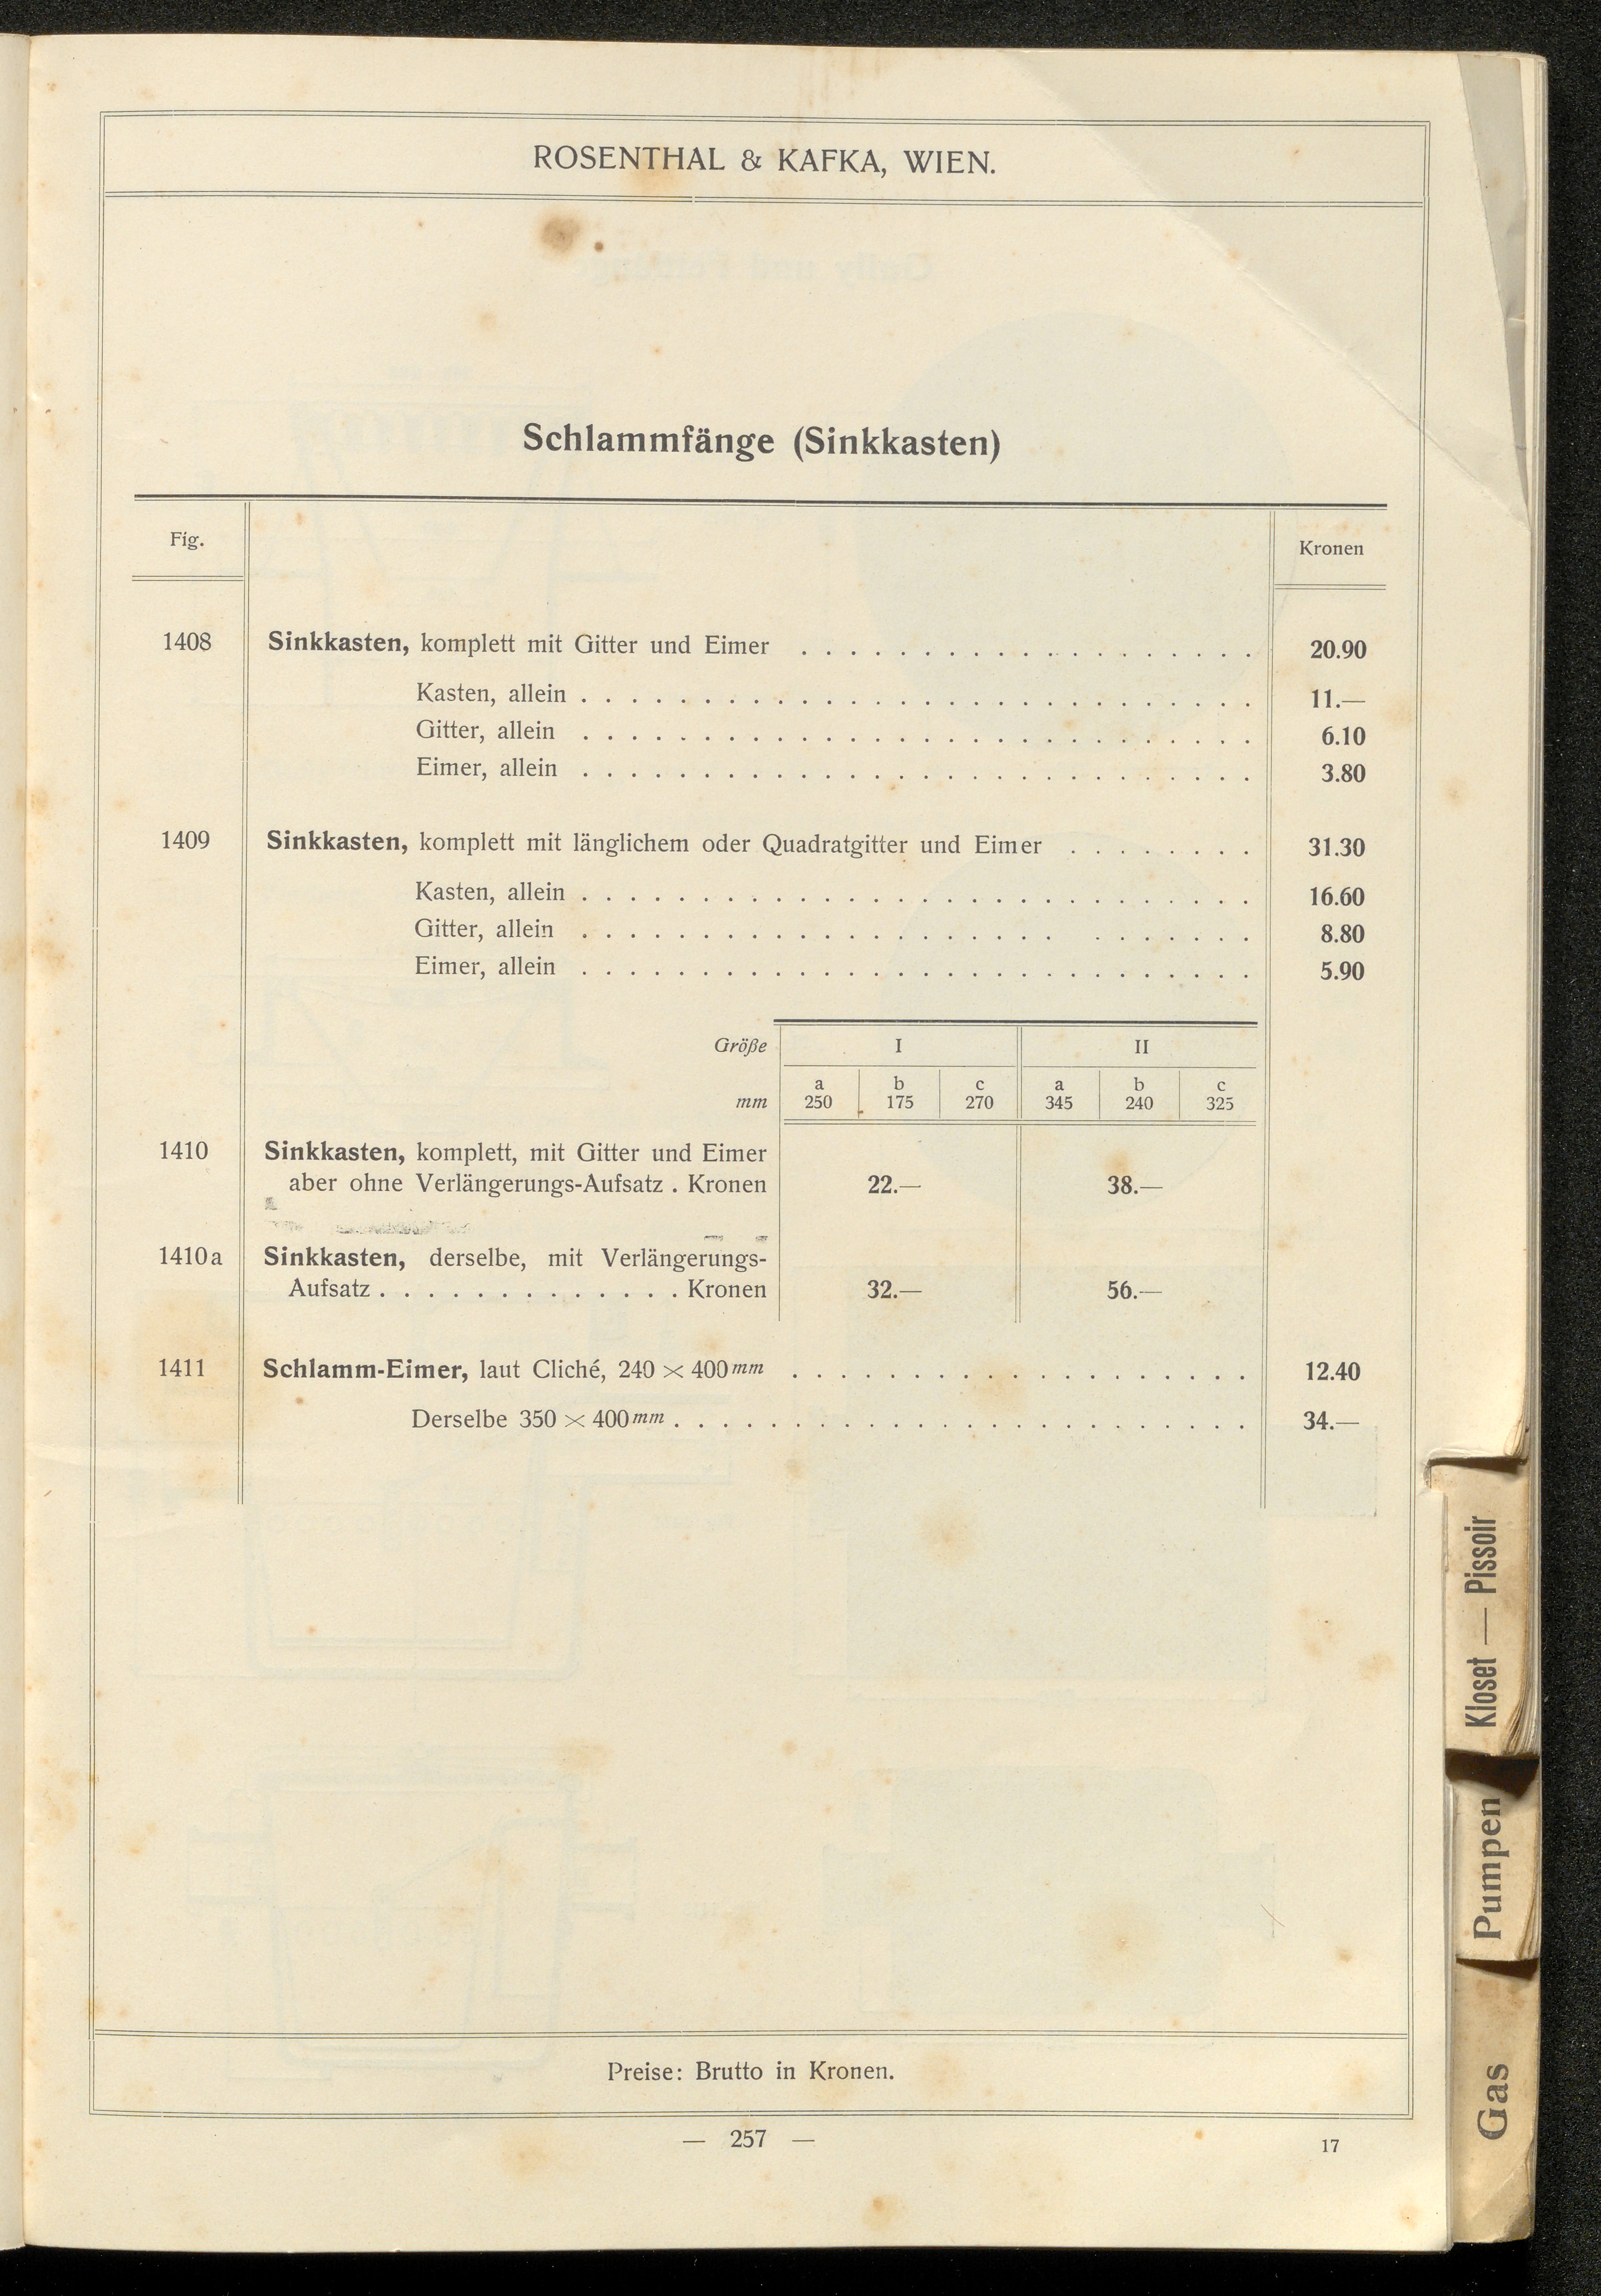 ROSENTHAL & KAFKA, WIEN.
Schlammfänge (Sinkkasten)
Fig.
Kronen
1408 Sinkkasten, komplett mit Gitter und Eimer . . . . . . . . . . . . . . . . . . . 20.90
Kasten, allein . . . . . . . . . . . . . . . . . . . . . . . . . . . . 11.—
Gitter, allein . . . . . . . . . . . . . . . . . . . . . . . . . . . . 6.10
Eimer, allein . . . . . . . . . . . . . . . . . . . . . . . . . . . . 3.80
1409 Sinkkasten, komplett mit länglichem oder Quadratgitter und Eimer . . . . . . . . 31.30
Kasten, allein . . . . . . . . . . . . . . . . . . . . . . . . . . . . 16.60
Gitter, allein . . . . . . . . . . . . . . . . . . . . . . . . . . . 8.80
Eimer, allein . . . . . . . . . . . . . . . . . . . . . . . . . . . . 5.90
Größe I II
a b c a b c
mm 250 175 270 345 240 325
1410 Sinkkasten, komplett, mit Gitter und Eimer
aber ohne Verlängerungs-Aufsatz . Kronen 22.— 38.—
1410a Sinkkasten, derselbe, mit Verlängerungs-
Aufsatz . . . . . . . . . . . . . Kronen 32.— 56.—
1411 Schlamm-Eimer, laut Cliché, 240 × 400 mm . . . . . . . . . . . . . . . . . . . 12.40
Derselbe 350 × 400 mm . . . . . . . . . . . . . . . . . . . . . . . . 34.—
Preise: Brutto in Kronen.
— 257 —
17
Kloset — Pissoir
Pumpen
Gas